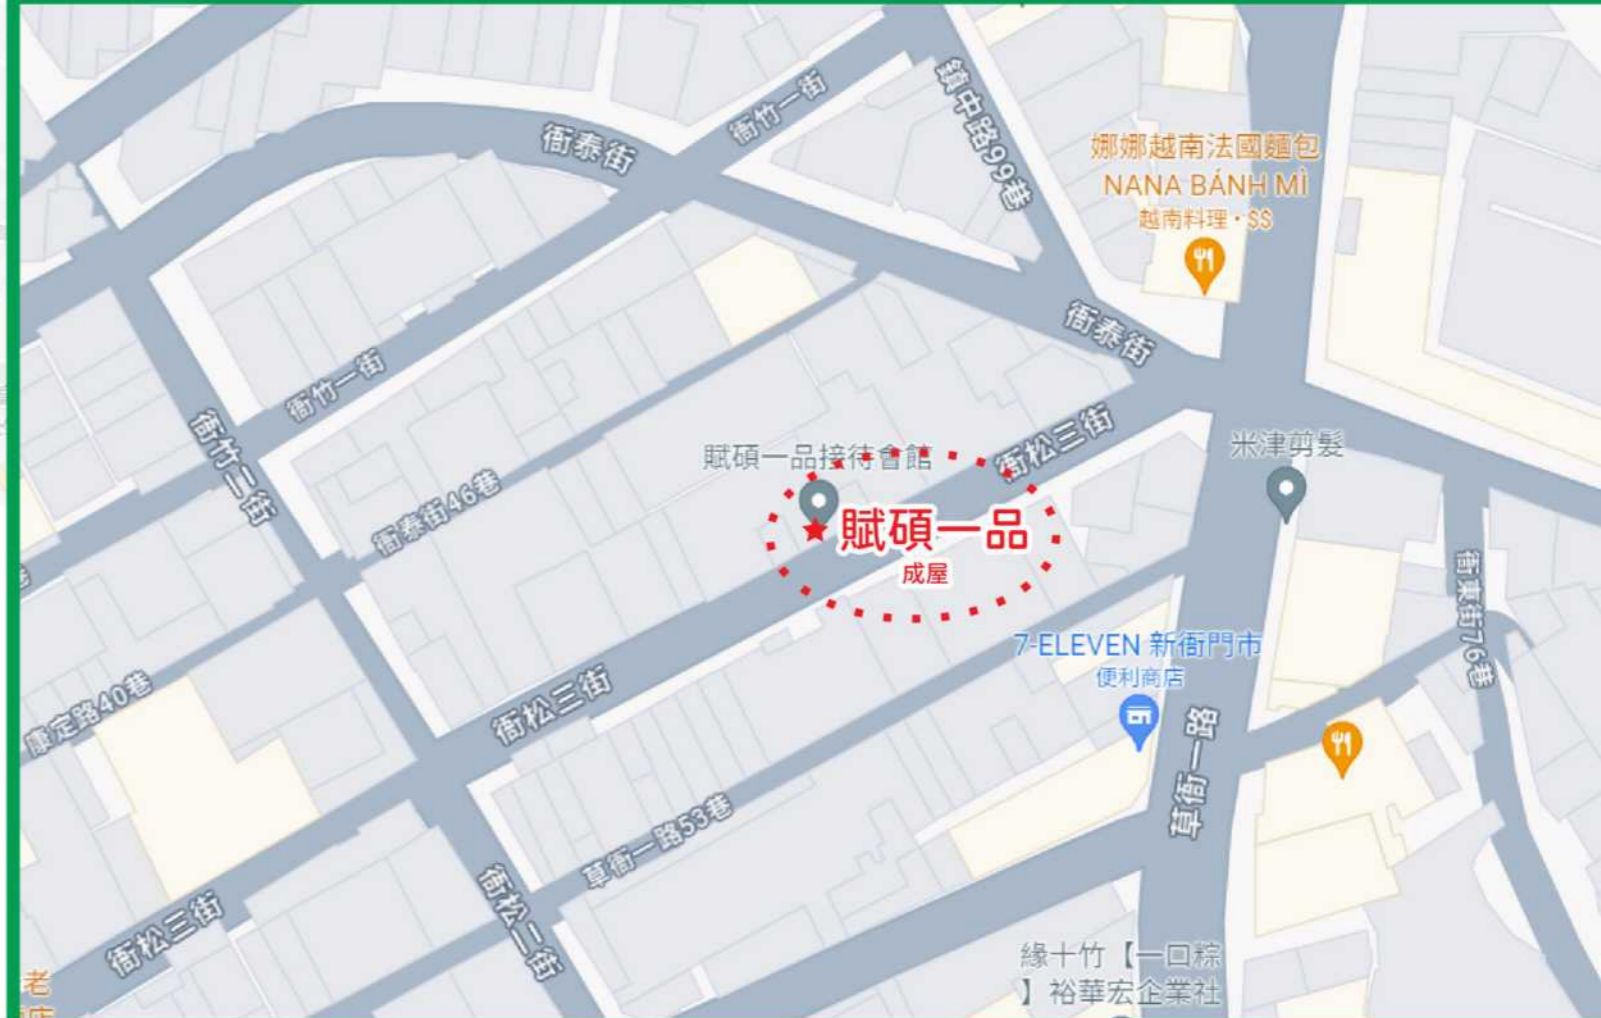 衙竹一街
衙泰街
鎮中路99巷
娜娜越南法國麵包
NANA BÁNH MÌ
越南料理·$$
衙泰街
衙竹一街
衙竹二街
衙松三街
賦碩一品接待會館
米津剪髮
衙泰街46巷
賦碩一品
成屋
衙東街76巷
7-ELEVEN 新衙門市
便利商店
康定路40巷
衙松三街
草衙一路
草衙一路53巷
衙松三街
衙松二街
緣十竹【一回粽
】裕華宏企業社
老
店